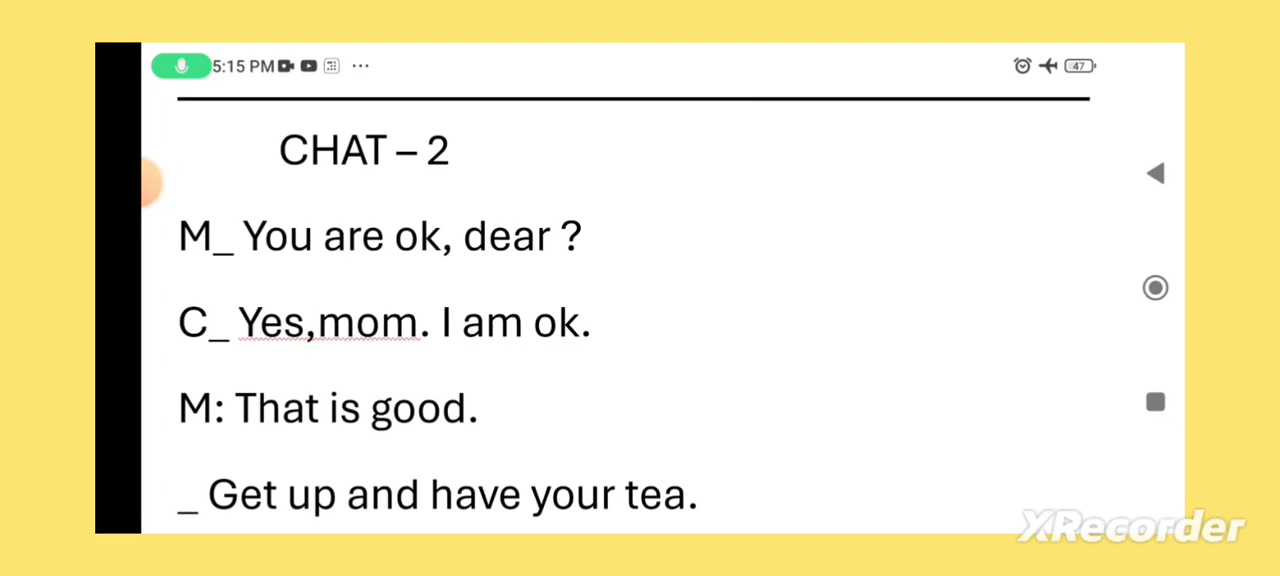 5:15 PM ... 47
CHAT – 2
M_ You are ok, dear ?
C_ Yes,mom. I am ok.
M: That is good.
_ Get up and have your tea.
XRecorder